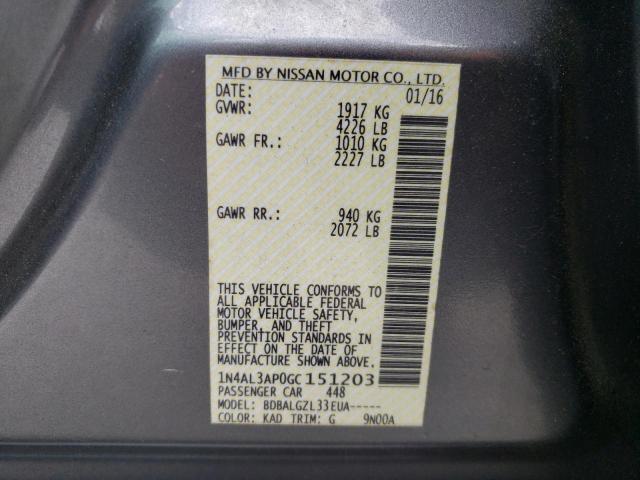 MFD BY NISSAN MOTOR CO., LTD.
DATE: 01/16
GVWR: 1917 KG
4226 LB
GAWR FR.: 1010 KG
2227 LB
GAWR RR.: 940 KG
2072 LB
THIS VEHICLE CONFORMS TO
ALL APPLICABLE FEDERAL
MOTOR VEHICLE SAFETY,
BUMPER, AND THEFT
PREVENTION STANDARDS IN
EFFECT ON THE DATE OF
MANUFACTURE SHOWN ABOVE.
1N4AL3AP0GC151203
PASSENGER CAR 448
MODEL: BDBALGZL33EUA-----
COLOR: KAD TRIM: G 9N00A